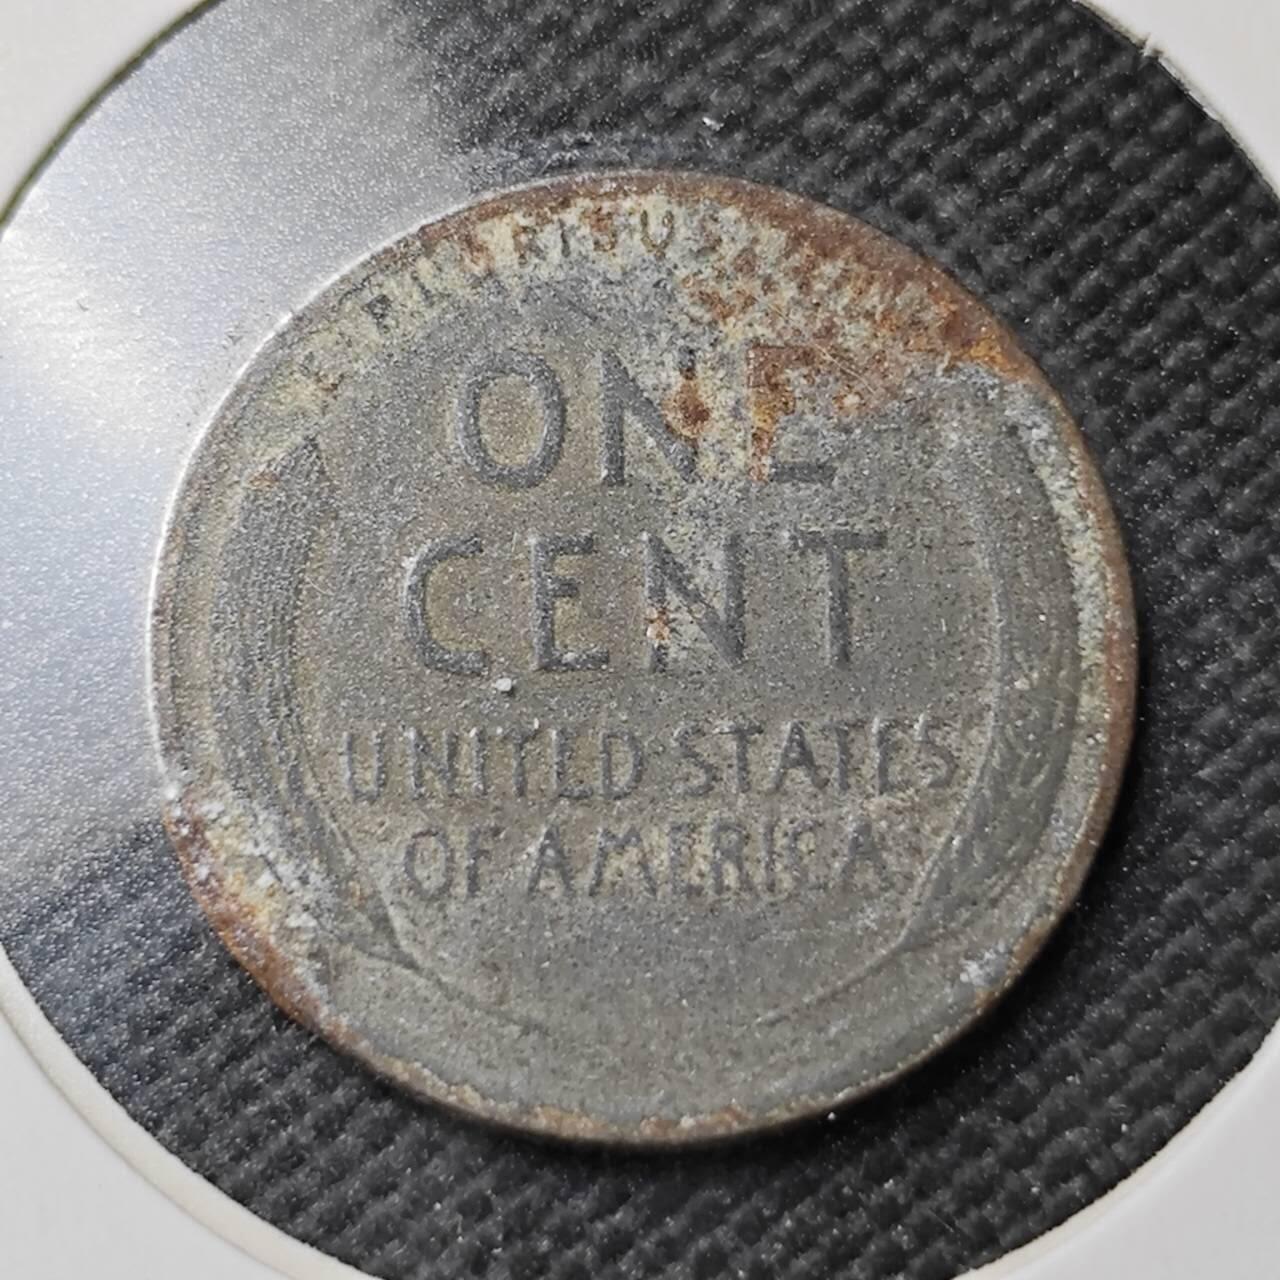 ONE
CENT
UNITED STATES
OF AMERICA